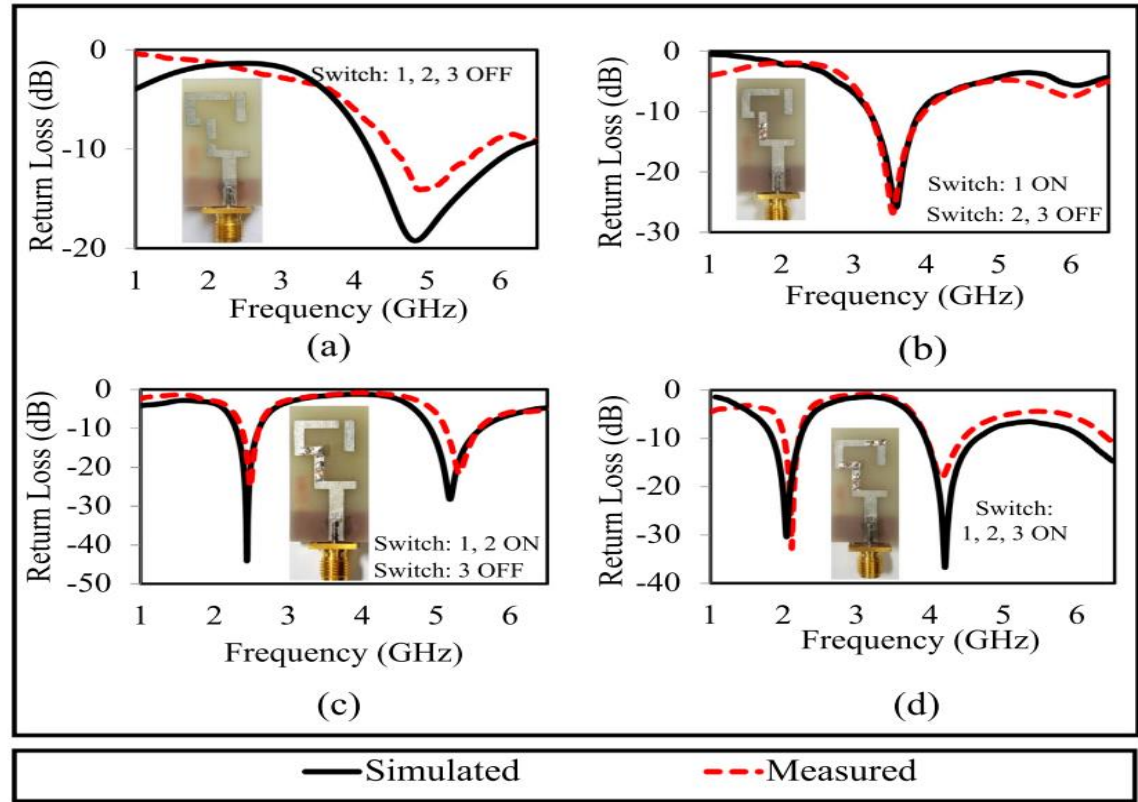 0
-10
-20
Return Loss (dB)
Switch: 1, 2, 3 OFF
1 2 3 4 5 6
Frequency (GHz)
(a)
0
-10
-20
-30
Return Loss (dB)
Switch: 1 ON
Switch: 2, 3 OFF
1 2 3 4 5 6
Frequency (GHz)
(b)
0
-10
-20
-30
-40
-50
Return Loss (dB)
Switch: 1, 2 ON
Switch: 3 OFF
1 2 3 4 5 6
Frequency (GHz)
(c)
0
-10
-20
-30
-40
Return Loss (dB)
Switch:
1, 2, 3 ON
1 2 3 4 5 6
Frequency (GHz)
(d)
Simulated Measured